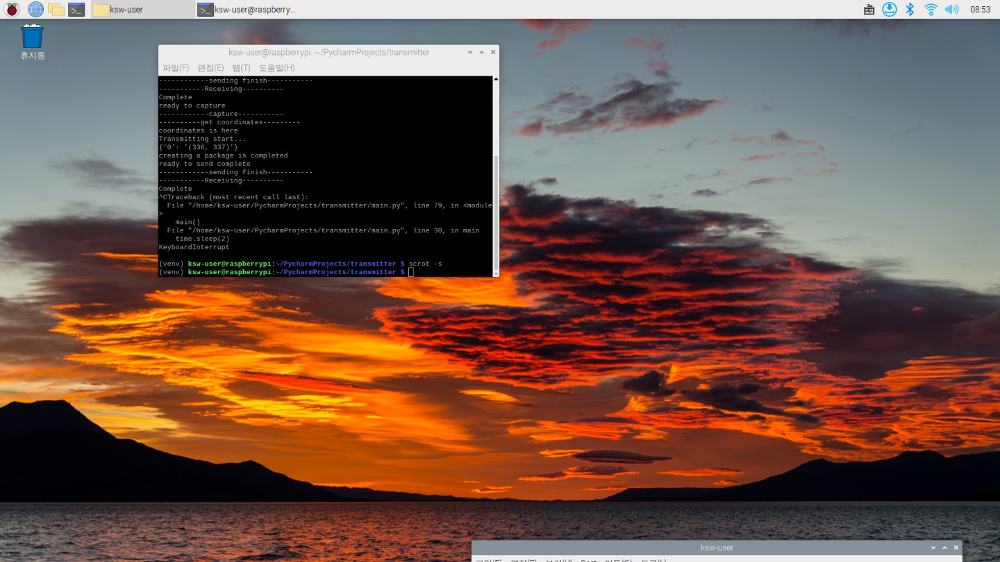 ksw-user
ksw-user@raspberry...
08:53
휴지통
ksw-user@raspberrypi: ~/PycharmProjects/transmitter
파일(F) 편집(E) 탭(T) 도움말(H)
------------sending finish-----------
-----------Receiving----------
Complete
ready to capture
------------capture-----------
----------get coordinates---------
coordinates is here
Transmitting start...
{'0': '(336, 337)'}
creating a package is completed
ready to send complete
------------sending finish-----------
-----------Receiving----------
Complete
^CTraceback (most recent call last):
File "/home/ksw-user/PycharmProjects/transmitter/main.py", line 79, in <module
>
main()
File "/home/ksw-user/PycharmProjects/transmitter/main.py", line 30, in main
time.sleep(2)
KeyboardInterrupt
(venv) ksw-user@raspberrypi:~/PycharmProjects/transmitter $ scrot -s
(venv) ksw-user@raspberrypi:~/PycharmProjects/transmitter $
ksw-user